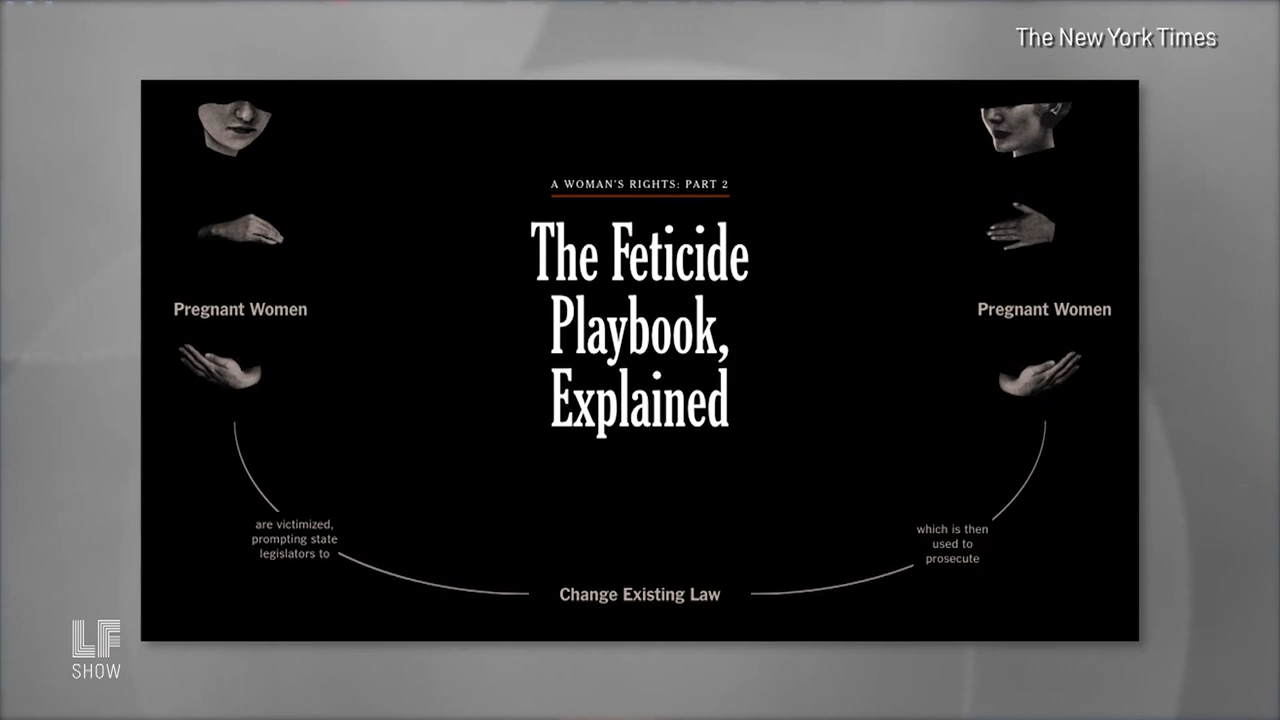 The New York Times
A WOMAN'S RIGHTS: PART 2
The Feticide
Playbook,
Explained
Pregnant Women
Pregnant Women
are victimized,
prompting state
legislators to
which is then
used to
prosecute
Change Existing Law
LF
SHOW